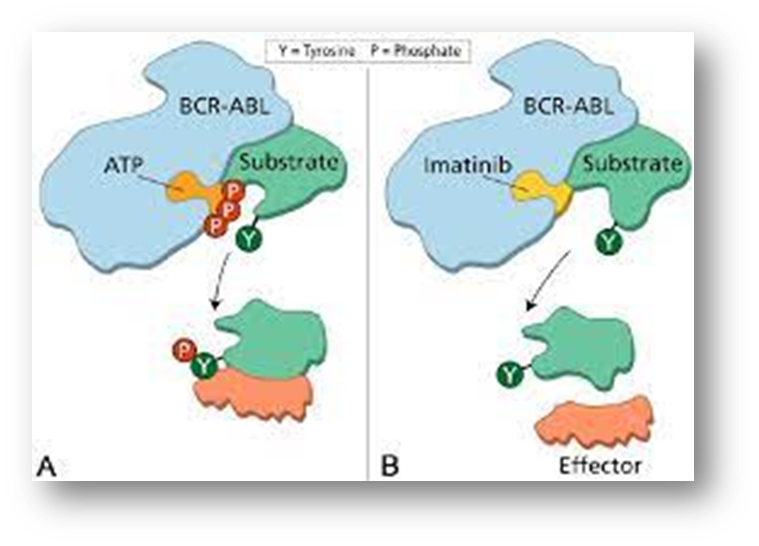 Y = Tyrosine P = Phosphate
BCR-ABL
ATP
Substrate
P
P
P
Y
P
Y
A
BCR-ABL
Imatinib
Substrate
Y
Y
B
Effector